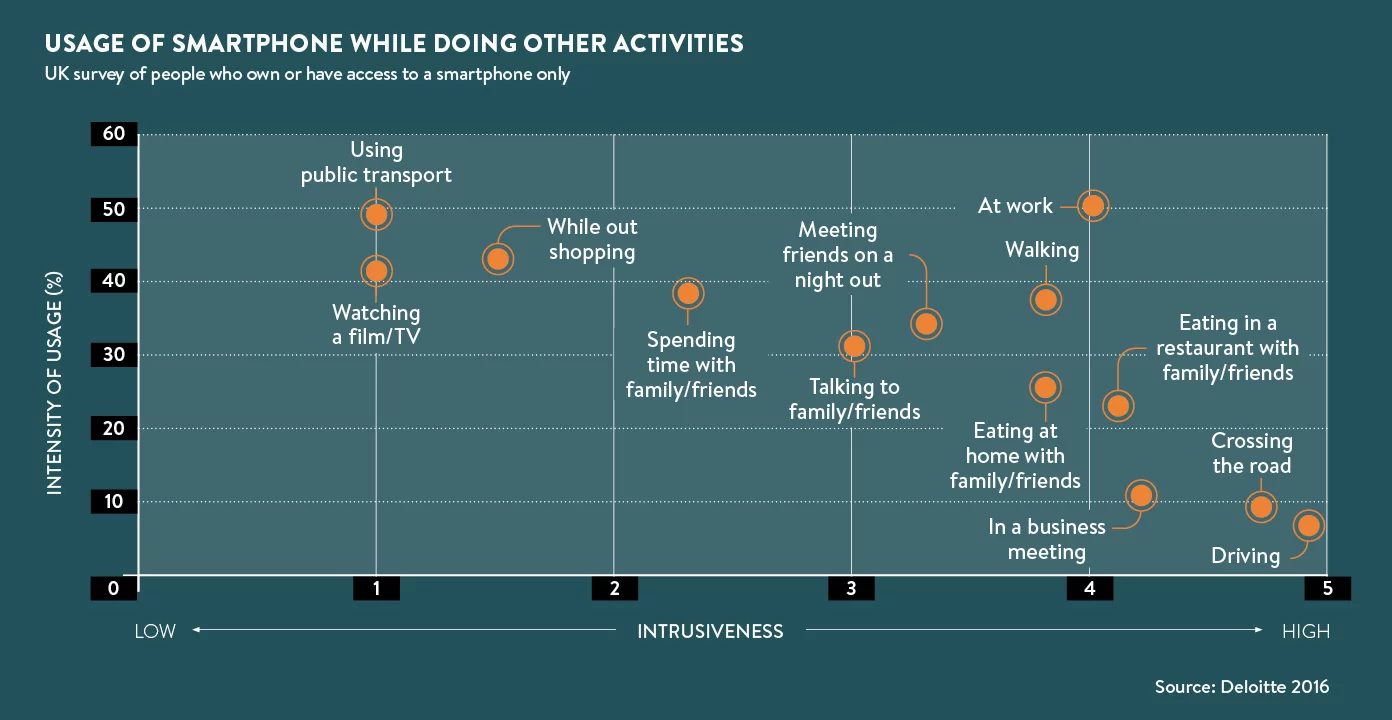 USAGE OF SMARTPHONE WHILE DOING OTHER ACTIVITIES
UK survey of people who own or have access to a smartphone only
INTENSITY OF USAGE (%)
60
50
40
30
20
10
0
Using
public transport
Watching
a film/TV
While out
shopping
Spending
time with
family/friends
Meeting
friends on a
night out
Talking to
family/friends
At work
Walking
Eating at
home with
family/friends
Eating in a
restaurant with
family/friends
In a business
meeting
Crossing
the road
Driving
1
2
3
4
5
LOW
INTRUSIVENESS
HIGH
Source: Deloitte 2016